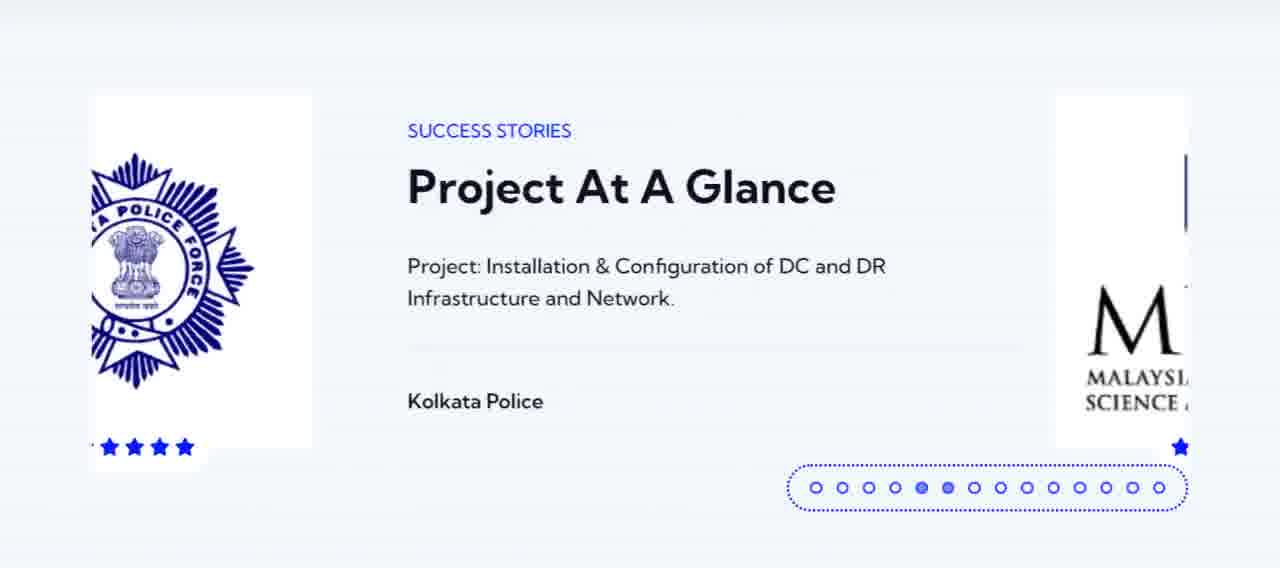 SUCCESS STORIES
Project At A Glance
Project: Installation & Configuration of DC and DR
Infrastructure and Network.
Kolkata Police
POLICE FORCE
M
MALAYSI
SCIENCE